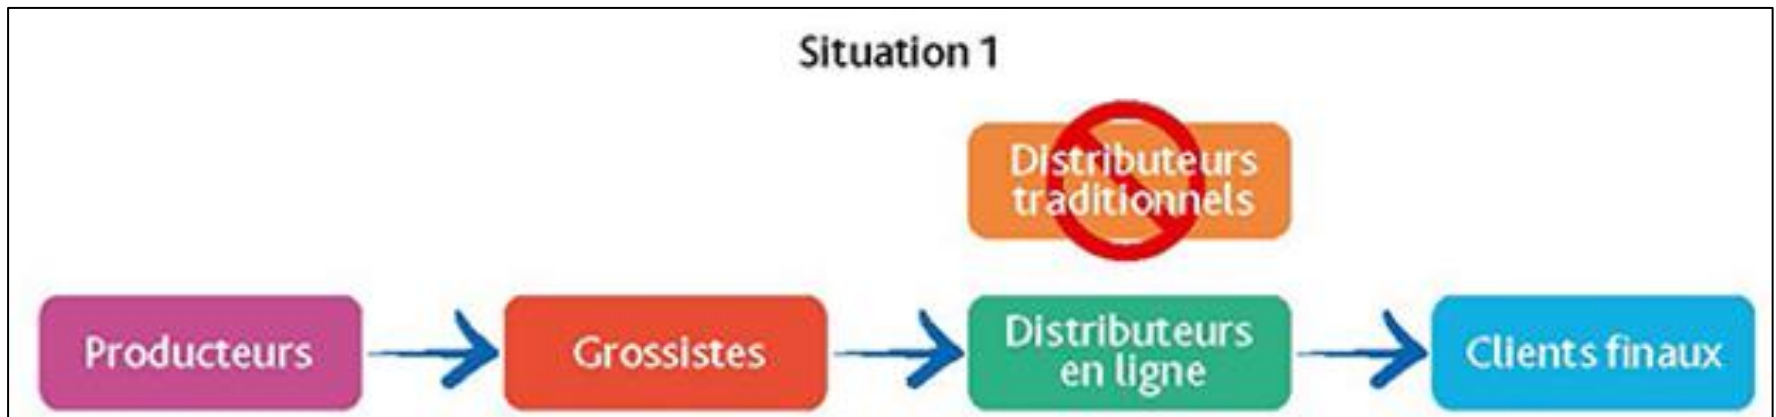 Situation 1
Distributeurs
traditionnels
Producteurs
Grossistes
Distributeurs
en ligne
Clients finaux